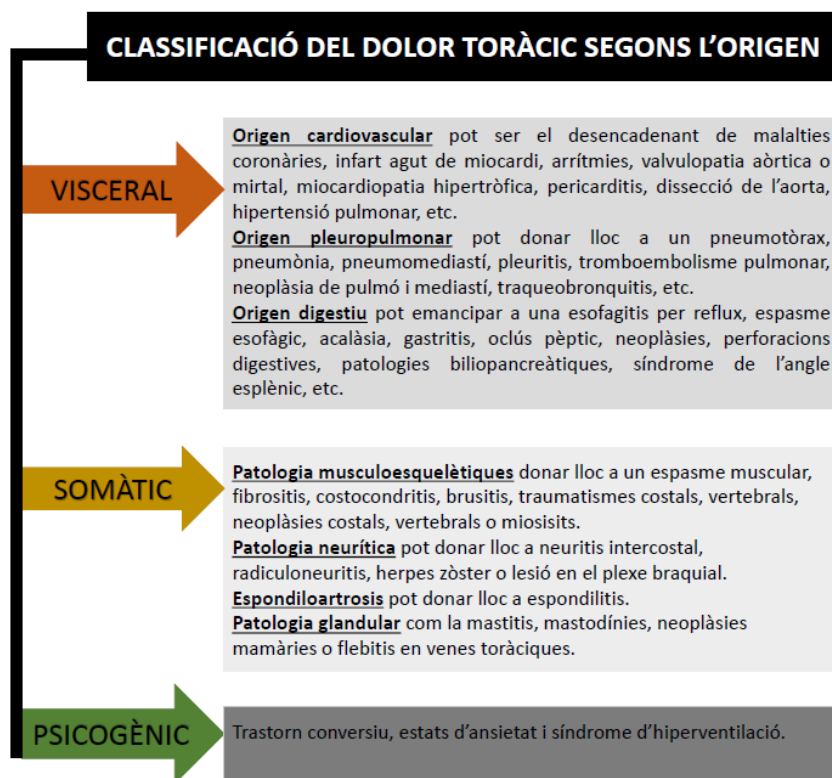 CLASSIFICACIÓ DEL DOLOR TORÀCIC SEGONS L'ORIGEN
VISCERAL
Origen cardiovascular pot ser el desencadenant de malalties
coronàries, infart agut de miocardi, arrítmies, valvulopatia aòrtica o
mirtal, miocardiopatia hipertròfica, pericarditis, dissecció de l'aorta,
hipertensió pulmonar, etc.
Origen pleuropulmonar pot donar lloc a un pneumotòrax,
pneumònia, pneumomediastí, pleuritis, tromboembolisme pulmonar,
neoplàsia de pulmó i mediastí, traqueobronquitis, etc.
Origen digestiu pot emancipar a una esofagitis per reflux, espasme
esofàgic, acalàsia, gastritis, oclús pèptic, neoplàsies, perforacions
digestives, patologies biliopancreàtiques, síndrome de l'angle
esplènic, etc.
SOMÀTIC
Patologia musculoesquelètiques donar lloc a un espasme muscular,
fibrositis, costocondritis, brusitis, traumatismes costals, vertebrals,
neoplàsies costals, vertebrals o miosisits.
Patologia neurítica pot donar lloc a neuritis intercostal,
radiculoneuritis, herpes zòster o lesió en el plexe braquial.
Espondiloartrosis pot donar lloc a espondilitis.
Patologia glandular com la mastitis, mastodínies, neoplàsies
mamàries o flebitis en venes toràciques.
PSICOGÈNIC
Trastorn conversiu, estats d'ansietat i síndrome d'hiperventilació.